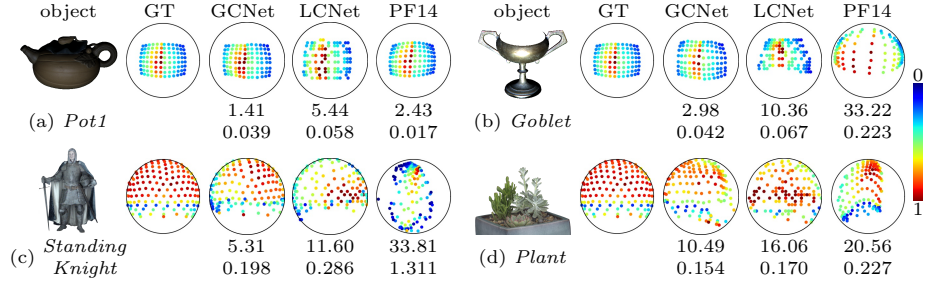 object GT GCNet LCNet PF14 object GT GCNet LCNet PF14
0
1.41 5.44 2.43 2.98 10.36 33.22
(a) Pot1 (b) Goblet
0.039 0.058 0.017 0.042 0.067 0.223
1
(c) Standing Knight 5.31 11.60 33.81 (d) Plant 10.49 16.06 20.56
0.198 0.286 1.311 0.154 0.170 0.227